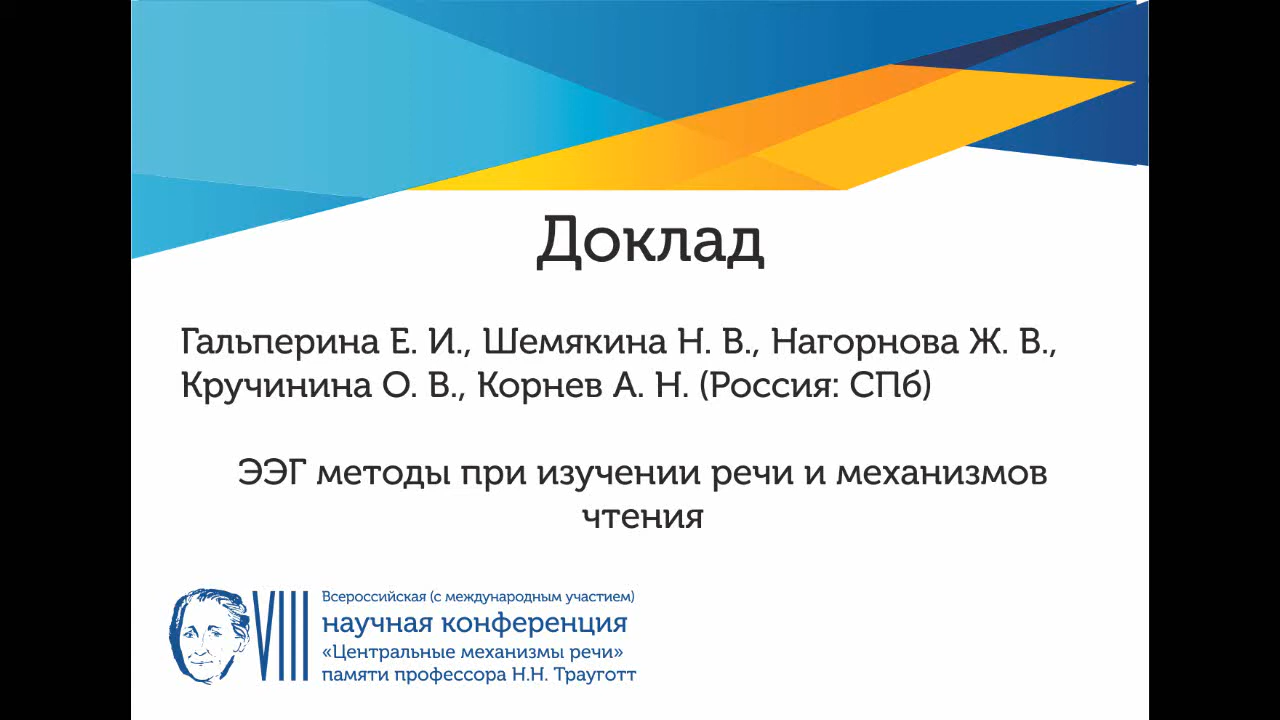 Доклад
Гальперина Е. И., Шемякина Н. В., Нагорнова Ж. В.,
Кручинина О. В., Корнев А. Н. (Россия: СПб)
ЭЭГ методы при изучении речи и механизмов
чтения
VIII
Всероссийская (с международным участием)
научная конференция
«Центральные механизмы речи»
памяти профессора Н.Н. Трауготт